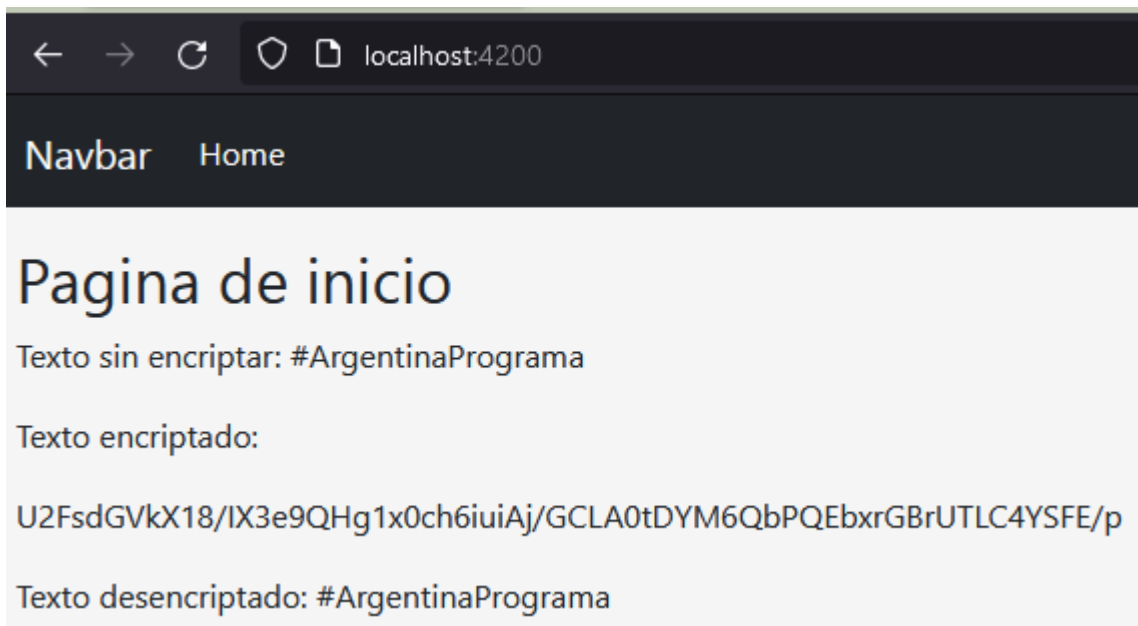 localhost:4200
Navbar Home
Pagina de inicio
Texto sin encriptar: #ArgentinaPrograma
Texto encriptado:
U2FsdGVkX18/IX3e9QHg1x0ch6iuiAj/GCLA0tDYM6QbPQEbxrGBrUTLC4YSFE/p
Texto desencriptado: #ArgentinaPrograma